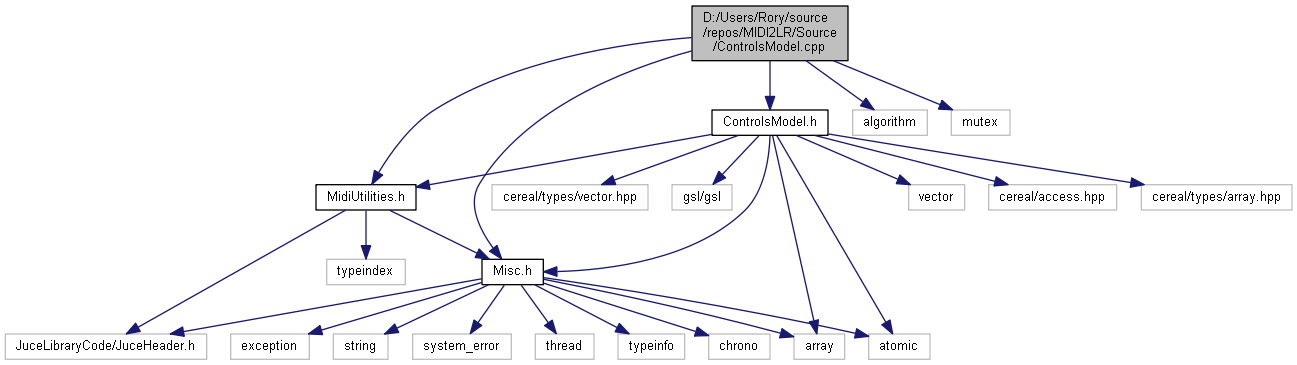 D:/Users/Rory/source
/repos/MIDI2LR/Source
/ControlsModel.cpp
ControlsModel.h
algorithm
mutex
MidiUtilities.h
cereal/types/vector.hpp
gsl/gsl
vector
cereal/access.hpp
cereal/types/array.hpp
typeindex
Misc.h
JuceLibraryCode/JuceHeader.h
exception
string
system_error
thread
typeinfo
chrono
array
atomic